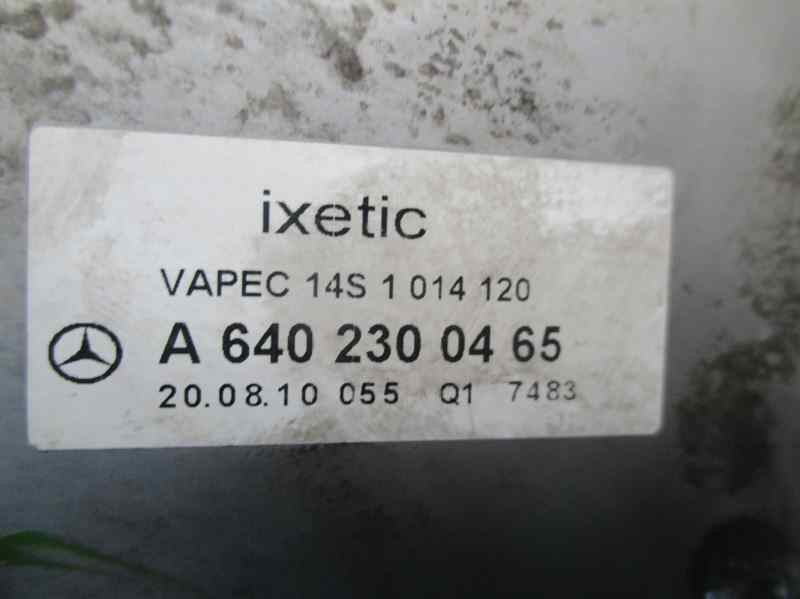 ixetic
VAPEC 14S 1 014 120
A 640 230 04 65
20.08.10 055 Q1 7483